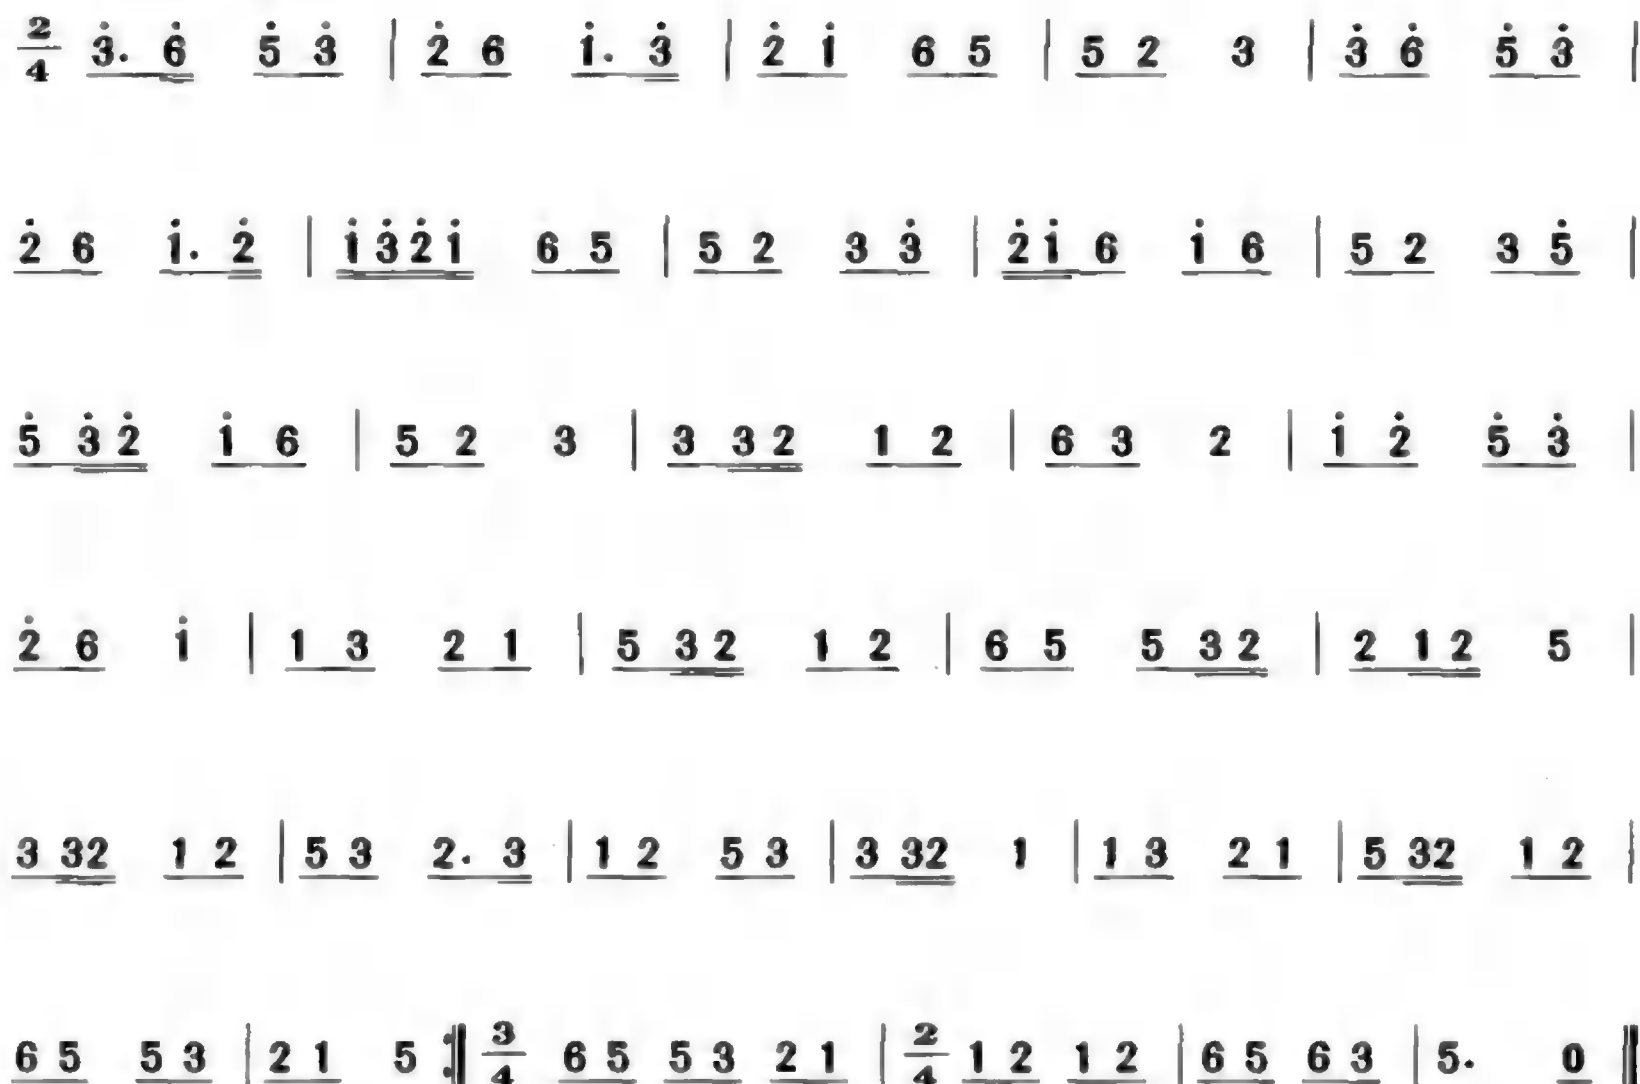 2/4 3̇. 6̇ 5̇ 3̇ | 2̇ 6 1̇. 3̇ | 2̇ 1̇ 6 5 | 5 2 3 | 3̇ 6̇ 5̇ 3̇ |
2̇ 6 1̇. 2̇ | 1̇ 3̇ 2̇ 1̇ 6 5 | 5 2 3 3̇ | 2̇ 1̇ 6 1̇ 6 | 5 2 3 5̇ |
5̇ 3̇ 2̇ 1̇ 6 | 5 2 3 | 3 3 2 1 2 | 6 3 2 | 1̇ 2̇ 5̇ 3̇ |
2̇ 6 1̇ | 1 3 2 1 | 5 3 2 1 2 | 6 5 5 3 2 | 2 1 2 5 |
3 3 2 1 2 | 5 3 2. 3 | 1 2 5 3 | 3 3 2 1 | 1 3 2 1 | 5 3 2 1 2 |
6 5 5 3 | 2 1 5 :‖ 3/4 6 5 5 3 2 1 | 2/4 1 2 1 2 | 6 5 6 3 | 5. 0 ‖